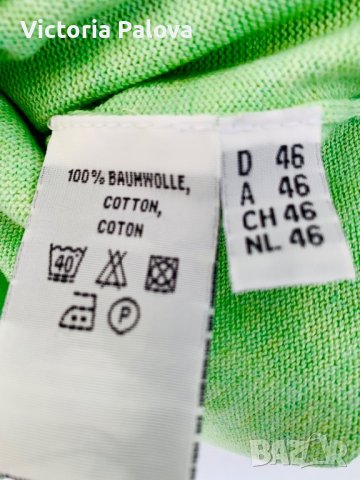 Victoria Palova
100% BAUMWOLLE,
COTTON,
COTON
40°
P
D 46
A 46
CH 46
NL. 46
BAZAR